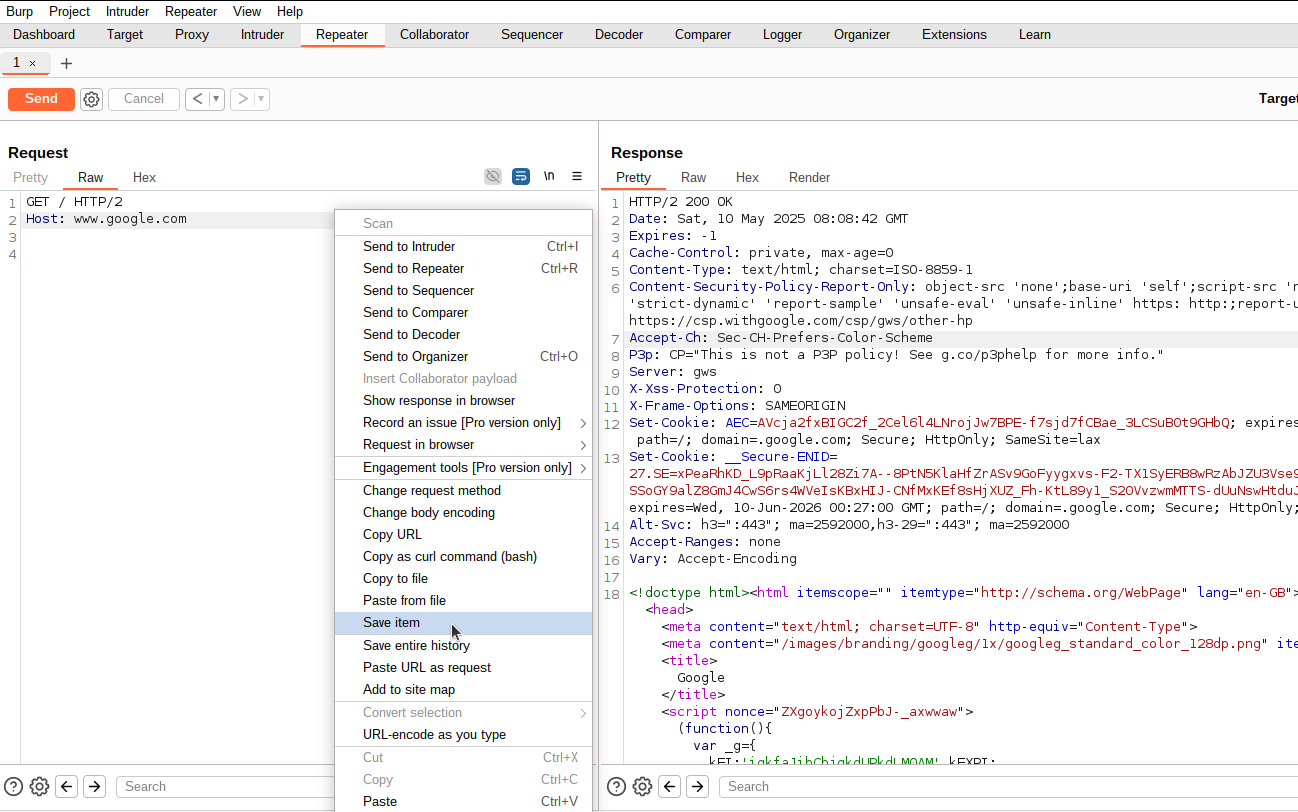 Burp Project Intruder Repeater View Help
Dashboard Target Proxy Intruder Repeater Collaborator Sequencer Decoder Comparer Logger Organizer Extensions Learn
1 × +
Send Cancel < >
Target
Request
Pretty Raw Hex \n
1 GET / HTTP/2
2 Host: www.google.com
3
4
Scan
Send to Intruder Ctrl+I
Send to Repeater Ctrl+R
Send to Sequencer
Send to Comparer
Send to Decoder
Send to Organizer Ctrl+O
Insert Collaborator payload
Show response in browser
Record an issue [Pro version only] >
Request in browser >
Engagement tools [Pro version only] >
Change request method
Change body encoding
Copy URL
Copy as curl command (bash)
Copy to file
Paste from file
Save item
Save entire history
Paste URL as request
Add to site map
Convert selection >
URL-encode as you type
Cut Ctrl+X
Copy Ctrl+C
Paste Ctrl+V
? Search
Response
Pretty Raw Hex Render
1 HTTP/2 200 OK
2 Date: Sat, 10 May 2025 08:08:42 GMT
3 Expires: -1
4 Cache-Control: private, max-age=0
5 Content-Type: text/html; charset=ISO-8859-1
6 Content-Security-Policy-Report-Only: object-src 'none';base-uri 'self';script-src
'strict-dynamic' 'report-sample' 'unsafe-eval' 'unsafe-inline' https: http:;report-u
https://csp.withgoogle.com/csp/gws/other-hp
7 Accept-Ch: Sec-CH-Prefers-Color-Scheme
8 P3p: CP="This is not a P3P policy! See g.co/p3phelp for more info."
9 Server: gws
10 X-Xss-Protection: 0
11 X-Frame-Options: SAMEORIGIN
12 Set-Cookie: AEC=AVcja2fxBIGC2f_2Cel6l4LNrojJw7BPE-f7sjd7fCBae_3LCSuB0t9GHbQ; expires
path=/; domain=.google.com; Secure; HttpOnly; SameSite=lax
13 Set-Cookie: __Secure-ENID=
27.SE=xPeaRhKD_L9pRaaKjLl28Zi7A--8PtN5KlaHfZrASv9GoFyygxvs-F2-TX1SyERB8wRzAbJZU3Vse9
SSoGY9alZ8GmJ4CwS6rs4WVeIsKBxHIJ-CNfMxKEf8sHjXUZ_Fh-KtL89y1_S2OVvzwmMTTS-dUuNswHtduJ
expires=Wed, 10-Jun-2026 00:27:00 GMT; path=/; domain=.google.com; Secure; HttpOnly;
14 Alt-Svc: h3=":443"; ma=2592000,h3-29=":443"; ma=2592000
15 Accept-Ranges: none
16 Vary: Accept-Encoding
17
18 <!doctype html><html itemscope="" itemtype="http://schema.org/WebPage" lang="en-GB">
<head>
<meta content="text/html; charset=UTF-8" http-equiv="Content-Type">
<meta content="/images/branding/googleg/1x/googleg_standard_color_128dp.png" ite
<title>
Google
</title>
<script nonce="ZXgoykojZxpPbJ-_axwwaw">
(function(){
var _g={
? Search